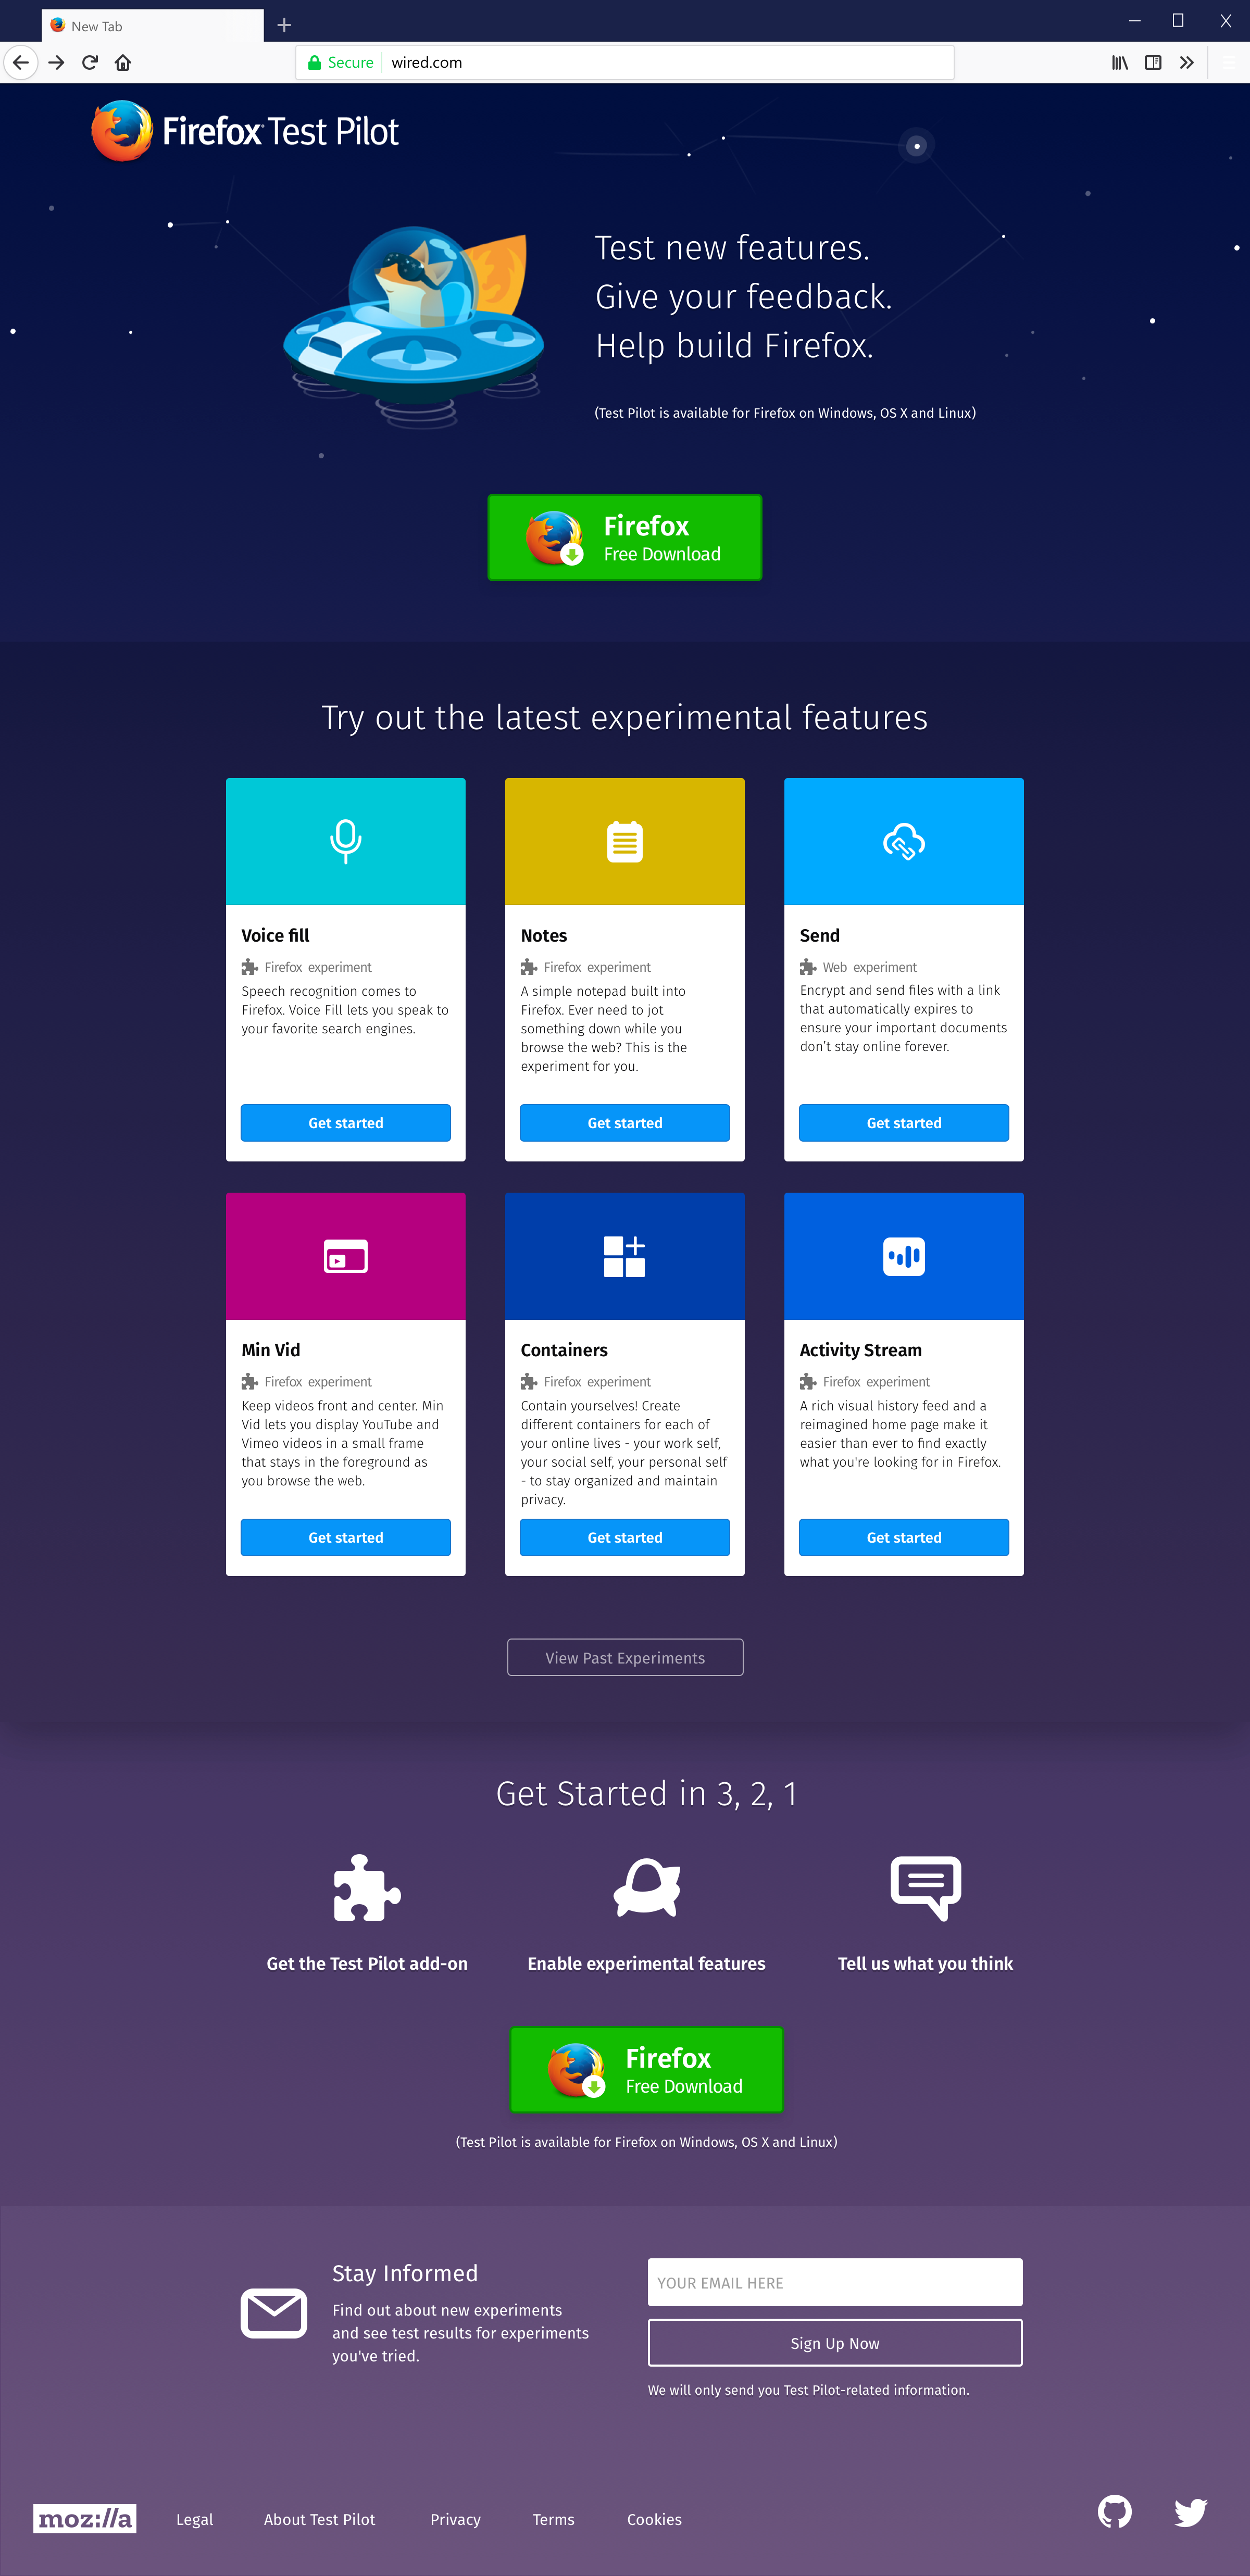 New Tab
Secure
wired.com
Firefox Test Pilot
Test new features.
Give your feedback.
Help build Firefox.
(Test Pilot is available for Firefox on Windows, OS X and Linux)
Firefox
Free Download
Try out the latest experimental features
Voice fill
Firefox experiment
Speech recognition comes to
Firefox. Voice Fill lets you speak to
your favorite search engines.
Get started
Notes
Firefox experiment
A simple notepad built into
Firefox. Ever need to jot
something down while you
browse the web? This is the
experiment for you.
Get started
Send
Web experiment
Encrypt and send files with a link
that automatically expires to
ensure your important documents
don’t stay online forever.
Get started
Min Vid
Firefox experiment
Keep videos front and center. Min
Vid lets you display YouTube and
Vimeo videos in a small frame
that stays in the foreground as
you browse the web.
Get started
Containers
Firefox experiment
Contain yourselves! Create
different containers for each of
your online lives - your work self,
your social self, your personal self
- to stay organized and maintain
privacy.
Get started
Activity Stream
Firefox experiment
A rich visual history feed and a
reimagined home page make it
easier than ever to find exactly
what you're looking for in Firefox.
Get started
View Past Experiments
Get Started in 3, 2, 1
Get the Test Pilot add-on
Enable experimental features
Tell us what you think
Firefox
Free Download
(Test Pilot is available for Firefox on Windows, OS X and Linux)
Stay Informed
Find out about new experiments
and see test results for experiments
you've tried.
YOUR EMAIL HERE
Sign Up Now
We will only send you Test Pilot-related information.
moz://a
Legal
About Test Pilot
Privacy
Terms
Cookies